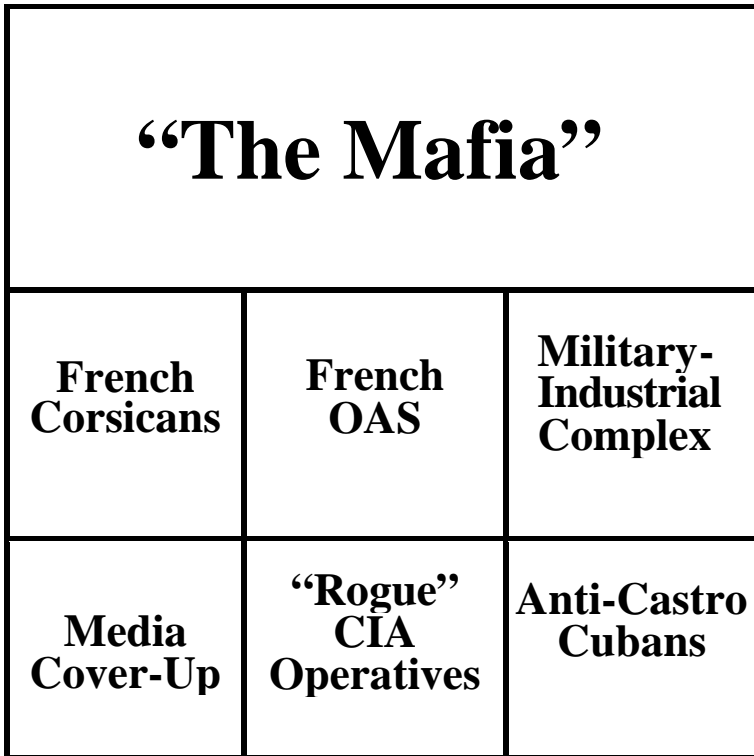 “The Mafia”
French
Corsicans
French
OAS
Military-
Industrial
Complex
Media
Cover-Up
“Rogue”
CIA
Operatives
Anti-Castro
Cubans